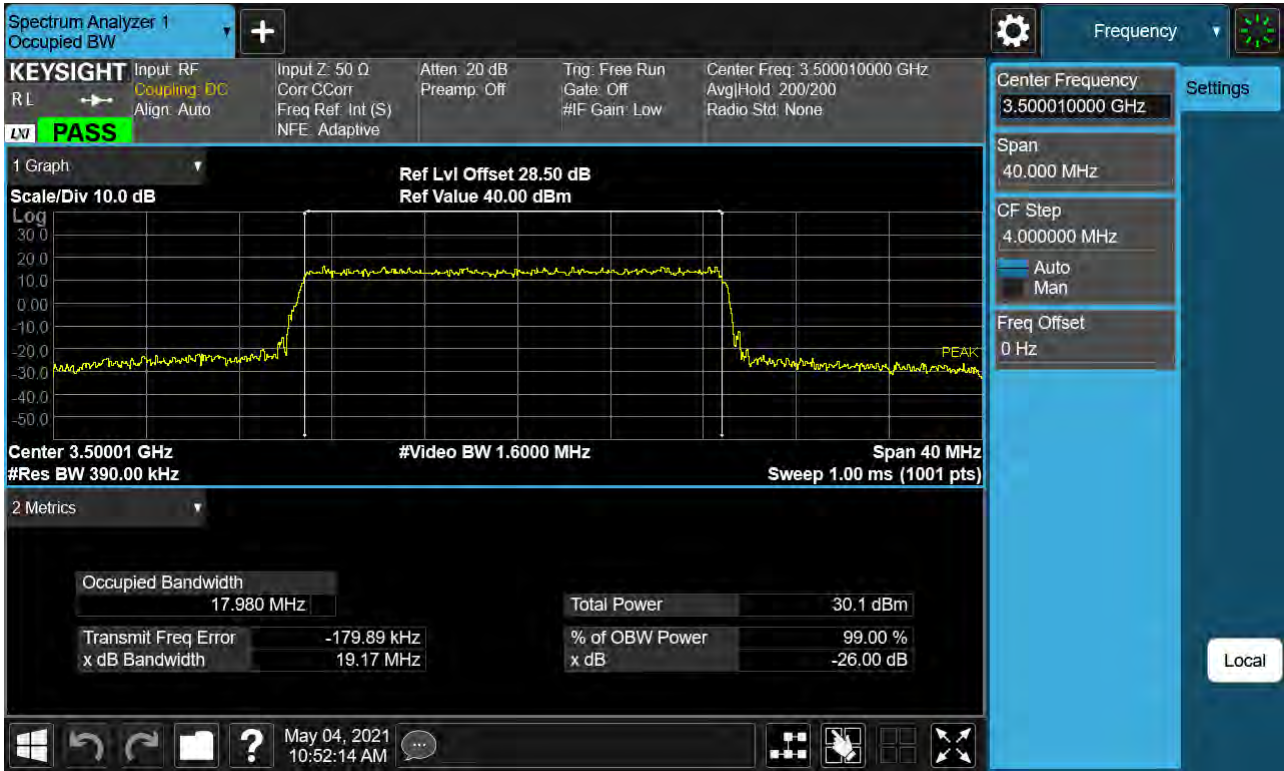 Spectrum Analyzer 1
Occupied BW
+
Frequency
KEYSIGHT
RL
LXI PASS
Input: RF
Coupling: DC
Align: Auto
Input Z: 50 Ω
Corr CCorr
Freq Ref: Int (S)
NFE: Adaptive
Atten: 20 dB
Preamp: Off
Trig: Free Run
Gate: Off
#IF Gain: Low
Center Freq: 3.500010000 GHz
Avg|Hold: 200/200
Radio Std: None
1 Graph
Scale/Div 10.0 dB
Ref Lvl Offset 28.50 dB
Ref Value 40.00 dBm
Log
30.0
20.0
10.0
0.00
-10.0
-20.0
-30.0
-40.0
-50.0
PEAK
Center 3.50001 GHz
#Video BW 1.6000 MHz
Span 40 MHz
#Res BW 390.00 kHz
Sweep 1.00 ms (1001 pts)
2 Metrics
Occupied Bandwidth
17.980 MHz
Total Power 30.1 dBm
Transmit Freq Error -179.89 kHz
% of OBW Power 99.00 %
x dB Bandwidth 19.17 MHz
x dB -26.00 dB
Center Frequency
3.500010000 GHz
Settings
Span
40.000 MHz
CF Step
4.000000 MHz
Auto
Man
Freq Offset
0 Hz
Local
?
May 04, 2021
10:52:14 AM